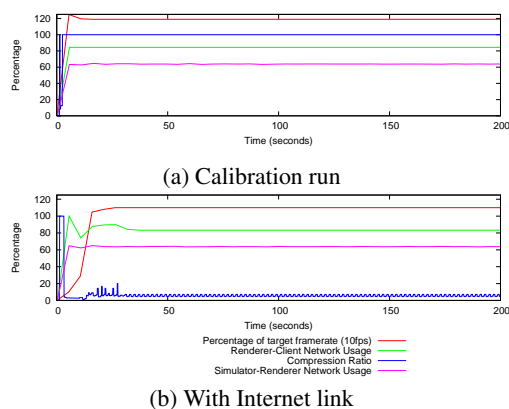 120
100
80
60
40
20
0
Percentage
0 50 100 150 200
Time (seconds)
(a) Calibration run
120
100
80
60
40
20
0
Percentage
0 50 100 150 200
Time (seconds)
Percentage of target framerate (10fps)
Renderer-Client Network Usage
Compression Ratio
Simulator-Renderer Network Usage
(b) With Internet link